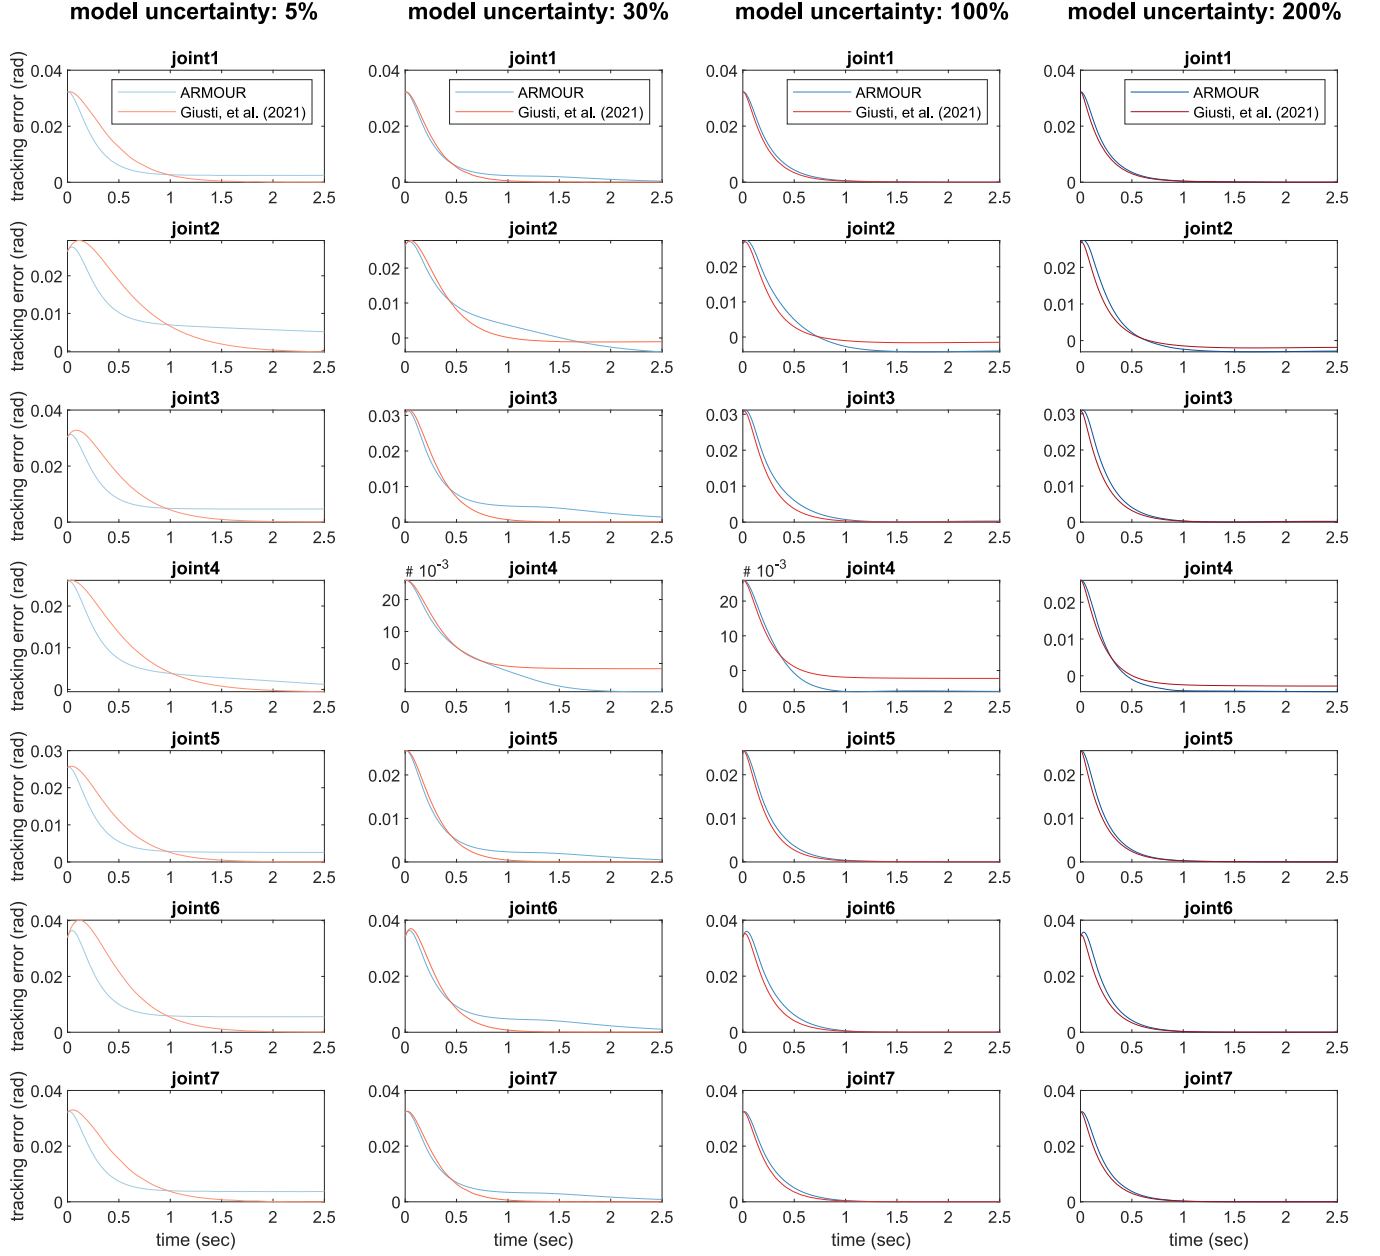 model uncertainty: 5% model uncertainty: 30% model uncertainty: 100% model uncertainty: 200%
joint1 joint1 joint1 joint1
tracking error (rad)
0.04 0.04 0.04 0.04
ARMOUR ARMOUR ARMOUR ARMOUR
Giusti, et al. (2021) Giusti, et al. (2021) Giusti, et al. (2021) Giusti, et al. (2021)
0.02 0.02 0.02 0.02
0 0 0 0
0 0.5 1 1.5 2 2.5 0 0.5 1 1.5 2 2.5 0 0.5 1 1.5 2 2.5 0 0.5 1 1.5 2 2.5
joint2 joint2 joint2 joint2
tracking error (rad)
0.02 0.02 0.02 0.02
0.01 0.01 0.01 0.01
0 0 0 0
0 0.5 1 1.5 2 2.5 0 0.5 1 1.5 2 2.5 0 0.5 1 1.5 2 2.5 0 0.5 1 1.5 2 2.5
joint3 joint3 joint3 joint3
tracking error (rad)
0.04 0.03 0.03 0.03
0.02 0.02 0.02 0.02
0.01 0.01 0.01
0 0 0 0
0 0.5 1 1.5 2 2.5 0 0.5 1 1.5 2 2.5 0 0.5 1 1.5 2 2.5 0 0.5 1 1.5 2 2.5
joint4 # 10-3 joint4 # 10-3 joint4 joint4
tracking error (rad)
0.02 20 20 0.02
0.01 10 10 0.01
0 0 0 0
0 0.5 1 1.5 2 2.5 0 0.5 1 1.5 2 2.5 0 0.5 1 1.5 2 2.5 0 0.5 1 1.5 2 2.5
joint5 joint5 joint5 joint5
tracking error (rad)
0.03
0.02 0.02 0.02 0.02
0.01 0.01 0.01 0.01
0 0 0 0
0 0.5 1 1.5 2 2.5 0 0.5 1 1.5 2 2.5 0 0.5 1 1.5 2 2.5 0 0.5 1 1.5 2 2.5
joint6 joint6 joint6 joint6
tracking error (rad)
0.04 0.04 0.04 0.04
0.02 0.02 0.02 0.02
0 0 0 0
0 0.5 1 1.5 2 2.5 0 0.5 1 1.5 2 2.5 0 0.5 1 1.5 2 2.5 0 0.5 1 1.5 2 2.5
joint7 joint7 joint7 joint7
tracking error (rad)
0.04 0.04 0.04 0.04
0.02 0.02 0.02 0.02
0 0 0 0
0 0.5 1 1.5 2 2.5 0 0.5 1 1.5 2 2.5 0 0.5 1 1.5 2 2.5 0 0.5 1 1.5 2 2.5
time (sec) time (sec) time (sec) time (sec)